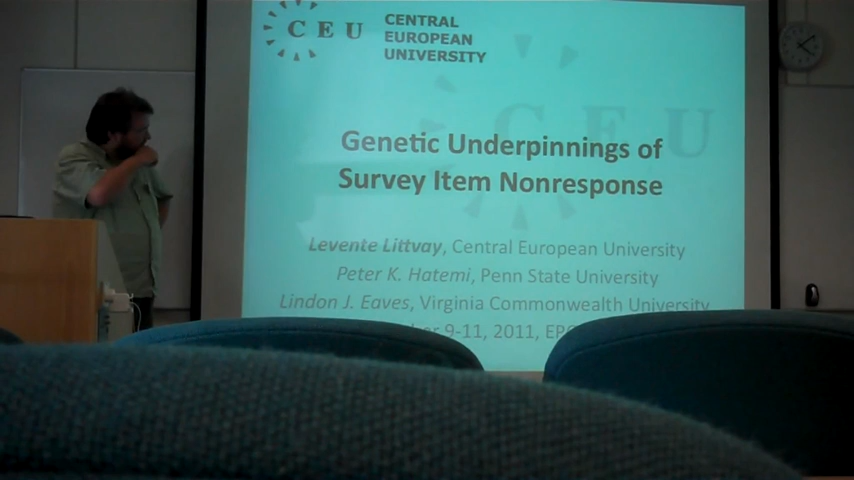 CEU
CENTRAL
EUROPEAN
UNIVERSITY
CEU
Genetic Underpinnings of
Survey Item Nonresponse
Levente Littvay, Central European University
Peter K. Hatemi, Penn State University
Lindon J. Eaves, Virginia Commonwealth University
9-11, 2011,